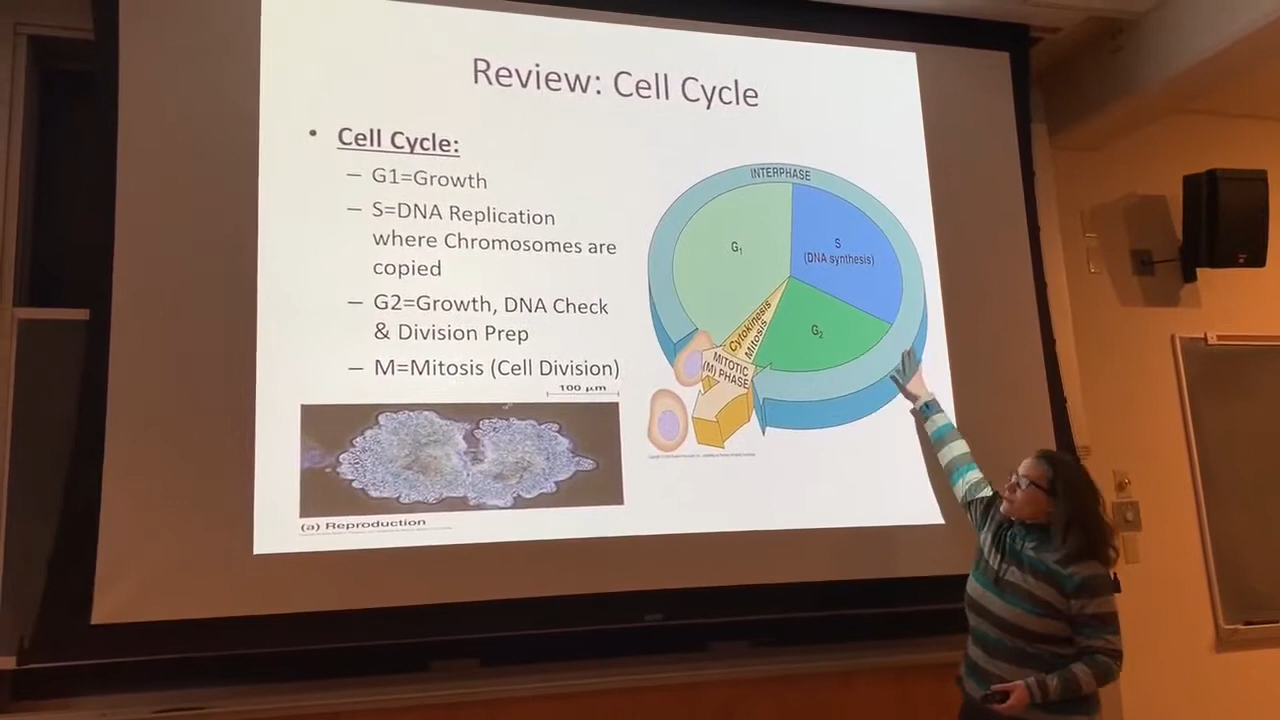 Review: Cell Cycle
• Cell Cycle:
– G1=Growth
– S=DNA Replication
where Chromosomes are
copied
– G2=Growth, DNA Check
& Division Prep
– M=Mitosis (Cell Division)
100 µm
(a) Reproduction
INTERPHASE
G1
S
(DNA synthesis)
Cytokinesis
Mitosis
G2
MITOTIC
(M) PHASE